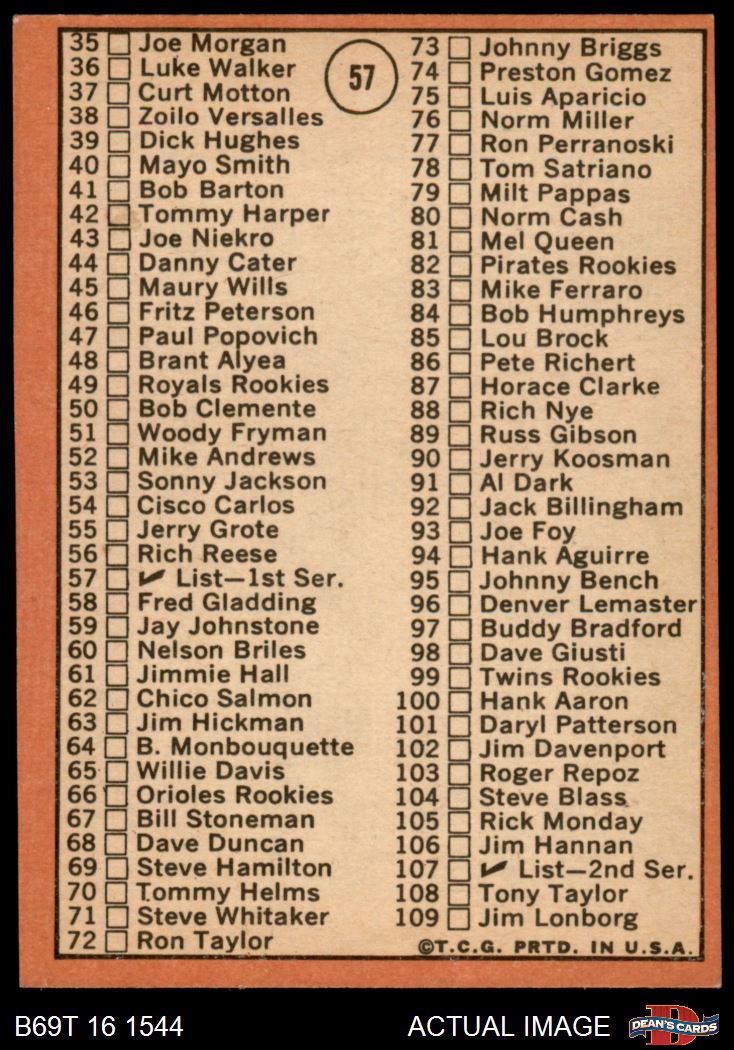 57
35 Joe Morgan
36 Luke Walker
37 Curt Motton
38 Zoilo Versalles
39 Dick Hughes
40 Mayo Smith
41 Bob Barton
42 Tommy Harper
43 Joe Niekro
44 Danny Cater
45 Maury Wills
46 Fritz Peterson
47 Paul Popovich
48 Brant Alyea
49 Royals Rookies
50 Bob Clemente
51 Woody Fryman
52 Mike Andrews
53 Sonny Jackson
54 Cisco Carlos
55 Jerry Grote
56 Rich Reese
57 ✔ List—1st Ser.
58 Fred Gladding
59 Jay Johnstone
60 Nelson Briles
61 Jimmie Hall
62 Chico Salmon
63 Jim Hickman
64 B. Monbouquette
65 Willie Davis
66 Orioles Rookies
67 Bill Stoneman
68 Dave Duncan
69 Steve Hamilton
70 Tommy Helms
71 Steve Whitaker
72 Ron Taylor
73 Johnny Briggs
74 Preston Gomez
75 Luis Aparicio
76 Norm Miller
77 Ron Perranoski
78 Tom Satriano
79 Milt Pappas
80 Norm Cash
81 Mel Queen
82 Pirates Rookies
83 Mike Ferraro
84 Bob Humphreys
85 Lou Brock
86 Pete Richert
87 Horace Clarke
88 Rich Nye
89 Russ Gibson
90 Jerry Koosman
91 Al Dark
92 Jack Billingham
93 Joe Foy
94 Hank Aguirre
95 Johnny Bench
96 Denver Lemaster
97 Buddy Bradford
98 Dave Giusti
99 Twins Rookies
100 Hank Aaron
101 Daryl Patterson
102 Jim Davenport
103 Roger Repoz
104 Steve Blass
105 Rick Monday
106 Jim Hannan
107 ✔ List—2nd Ser.
108 Tony Taylor
109 Jim Lonborg
©T.C.G. PRTD. IN U.S.A.
B69T 16 1544
ACTUAL IMAGE
D
DEAN'S CARDS